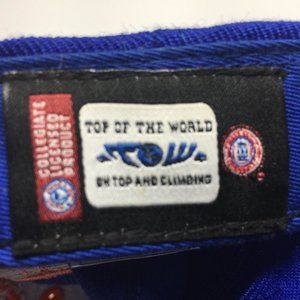 COLLEGIATE
LICENSED
PRODUCT
TOP OF THE WORLD
TOW
ON TOP AND CLIMBING